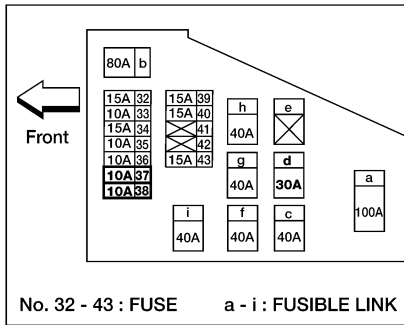 80A b
15A 32 15A 39
10A 33 15A 40
15A 34 41
10A 35 42
10A 36 15A 43
10A 37
10A 38
Front
h
40A
e
g
40A
d
30A
a
100A
i
40A
f
40A
c
40A
No. 32 - 43 : FUSE a - i : FUSIBLE LINK